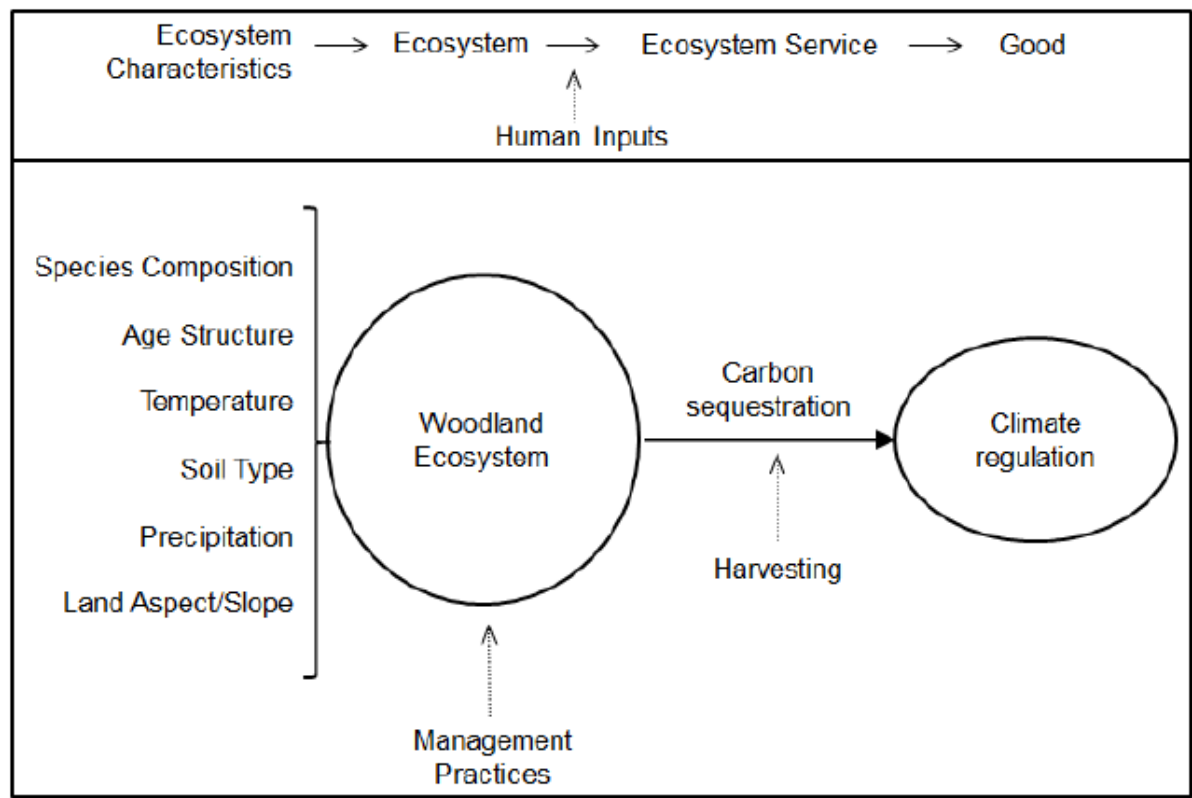 Ecosystem
Characteristics
Ecosystem
Ecosystem Service
Good
Human Inputs
Species Composition
Age Structure
Temperature
Soil Type
Precipitation
Land Aspect/Slope
Woodland
Ecosystem
Carbon
sequestration
Climate
regulation
Harvesting
Management
Practices